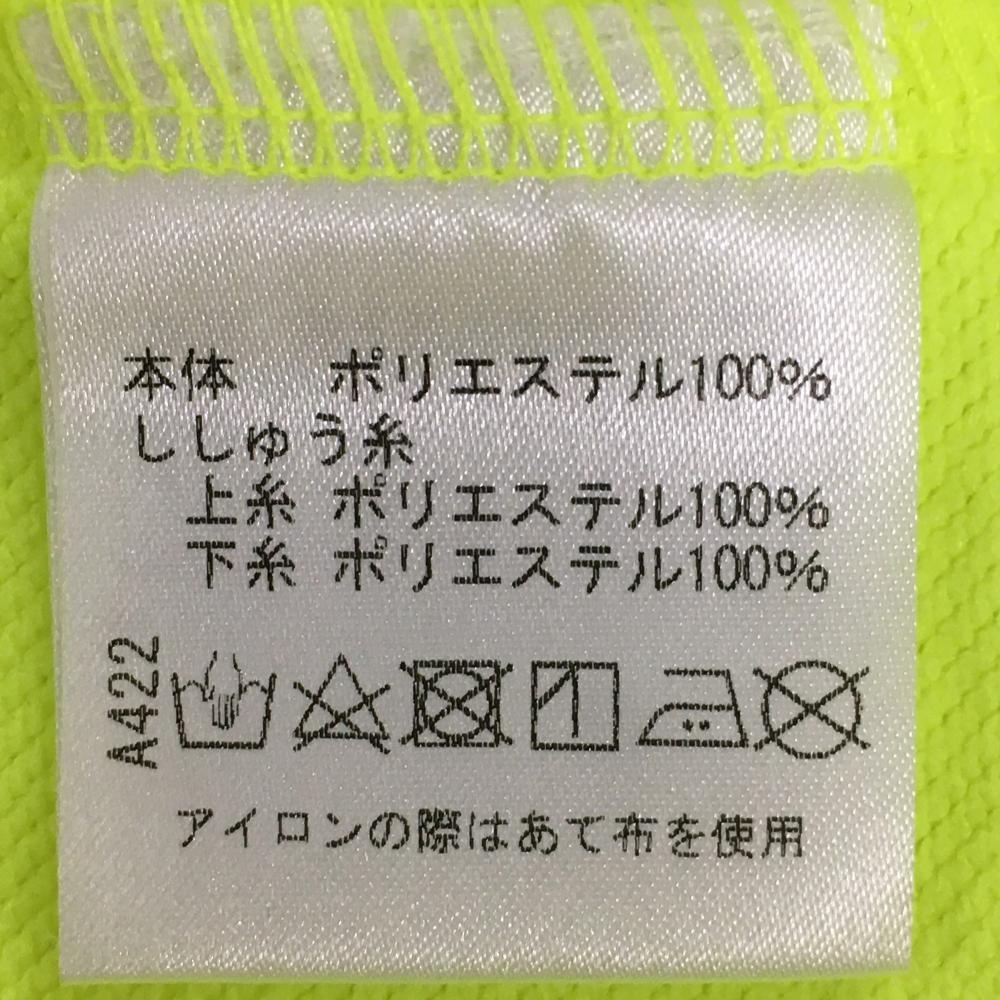 本体 ポリエステル100%
ししゅう糸
上糸 ポリエステル100%
下糸 ポリエステル100%
A422
アイロンの際はあて布を使用